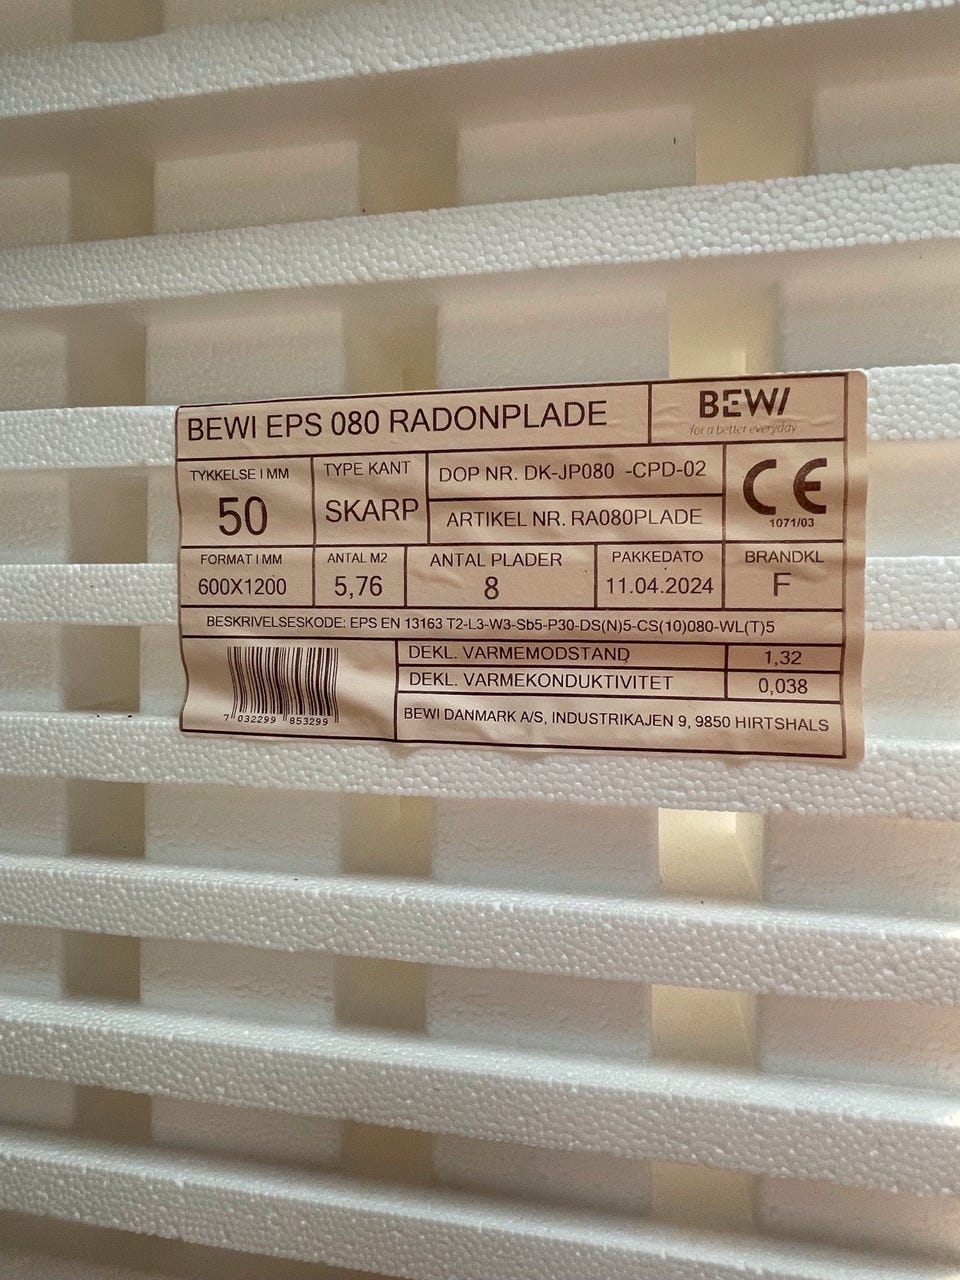 BEWI EPS 080 RADONPLADE
BEWI
for a better everyday
TYKKELSE I MM
50
TYPE KANT
SKARP
DOP NR. DK-JP080 -CPD-02
ARTIKEL NR. RA080PLADE
CE
1071/03
FORMAT I MM
600X1200
ANTAL M2
5,76
ANTAL PLADER
8
PAKKEDATO
11.04.2024
BRANDKL
F
BESKRIVELSESKODE: EPS EN 13163 T2-L3-W3-Sb5-P30-DS(N)5-CS(10)080-WL(T)5
DEKL. VARMEMODSTAND 1,32
DEKL. VARMEKONDUKTIVITET 0,038
7 032299 853299
BEWI DANMARK A/S, INDUSTRIKAJEN 9, 9850 HIRTSHALS